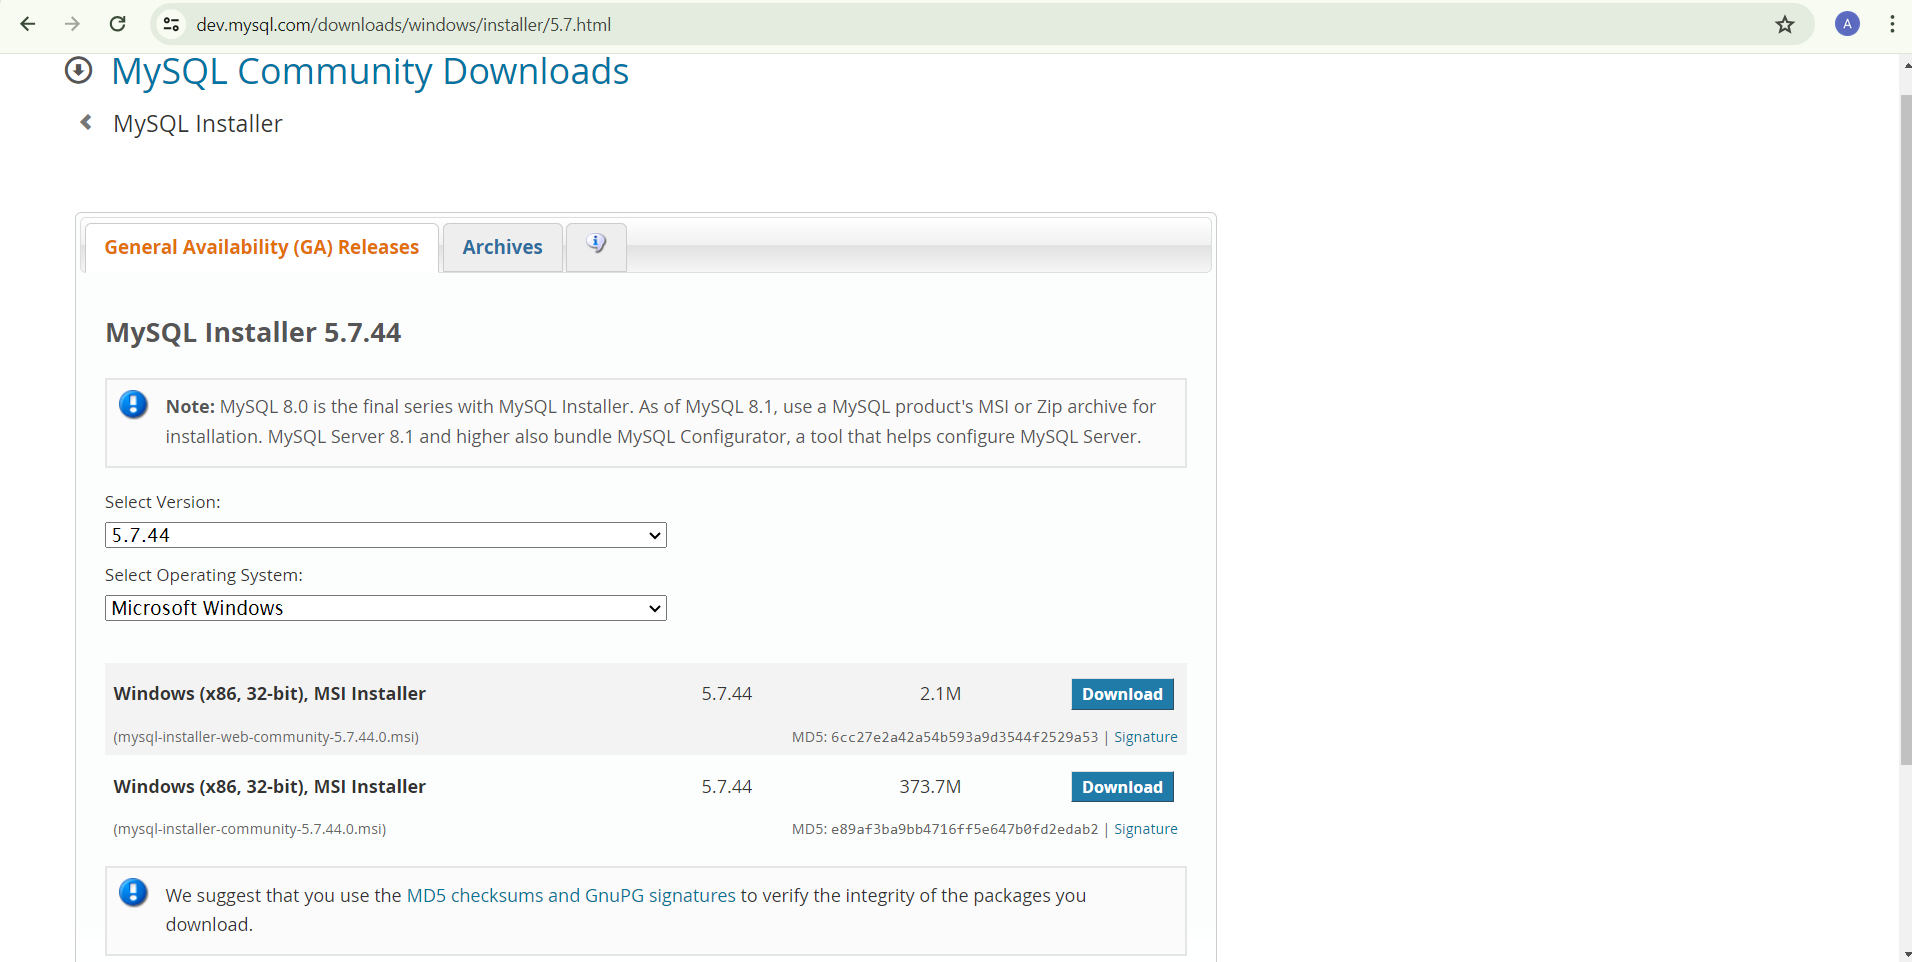 dev.mysql.com/downloads/windows/installer/5.7.html
A
MySQL Community Downloads
MySQL Installer
General Availability (GA) Releases
Archives
MySQL Installer 5.7.44
Note: MySQL 8.0 is the final series with MySQL Installer. As of MySQL 8.1, use a MySQL product's MSI or Zip archive for
installation. MySQL Server 8.1 and higher also bundle MySQL Configurator, a tool that helps configure MySQL Server.
Select Version:
5.7.44
Select Operating System:
Microsoft Windows
Windows (x86, 32-bit), MSI Installer 5.7.44 2.1M Download
(mysql-installer-web-community-5.7.44.0.msi) MD5: 6cc27e2a42a54b593a9d3544f2529a53 | Signature
Windows (x86, 32-bit), MSI Installer 5.7.44 373.7M Download
(mysql-installer-community-5.7.44.0.msi) MD5: e89af3ba9bb4716ff5e647b0fd2edab2 | Signature
We suggest that you use the MD5 checksums and GnuPG signatures to verify the integrity of the packages you
download.